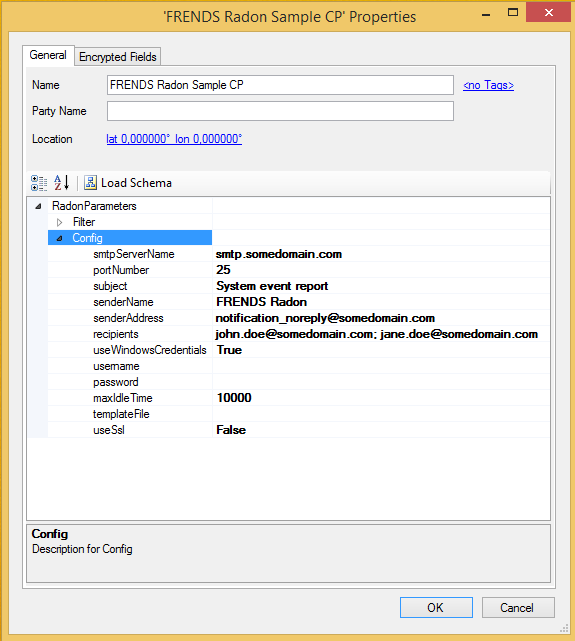 'FRENDS Radon Sample CP' Properties
General Encrypted Fields
Name FRENDS Radon Sample CP <no Tags>
Party Name
Location lat 0,000000° lon 0,000000°
A Z Load Schema
RadonParameters
Filter
Config
smtpServerName smtp.somedomain.com
portNumber 25
subject System event report
senderName FRENDS Radon
senderAddress notification_noreply@somedomain.com
recipients john.doe@somedomain.com; jane.doe@somedomain.com
useWindowsCredentials True
username
password
maxIdleTime 10000
templateFile
useSsl False
Config
Description for Config
OK Cancel